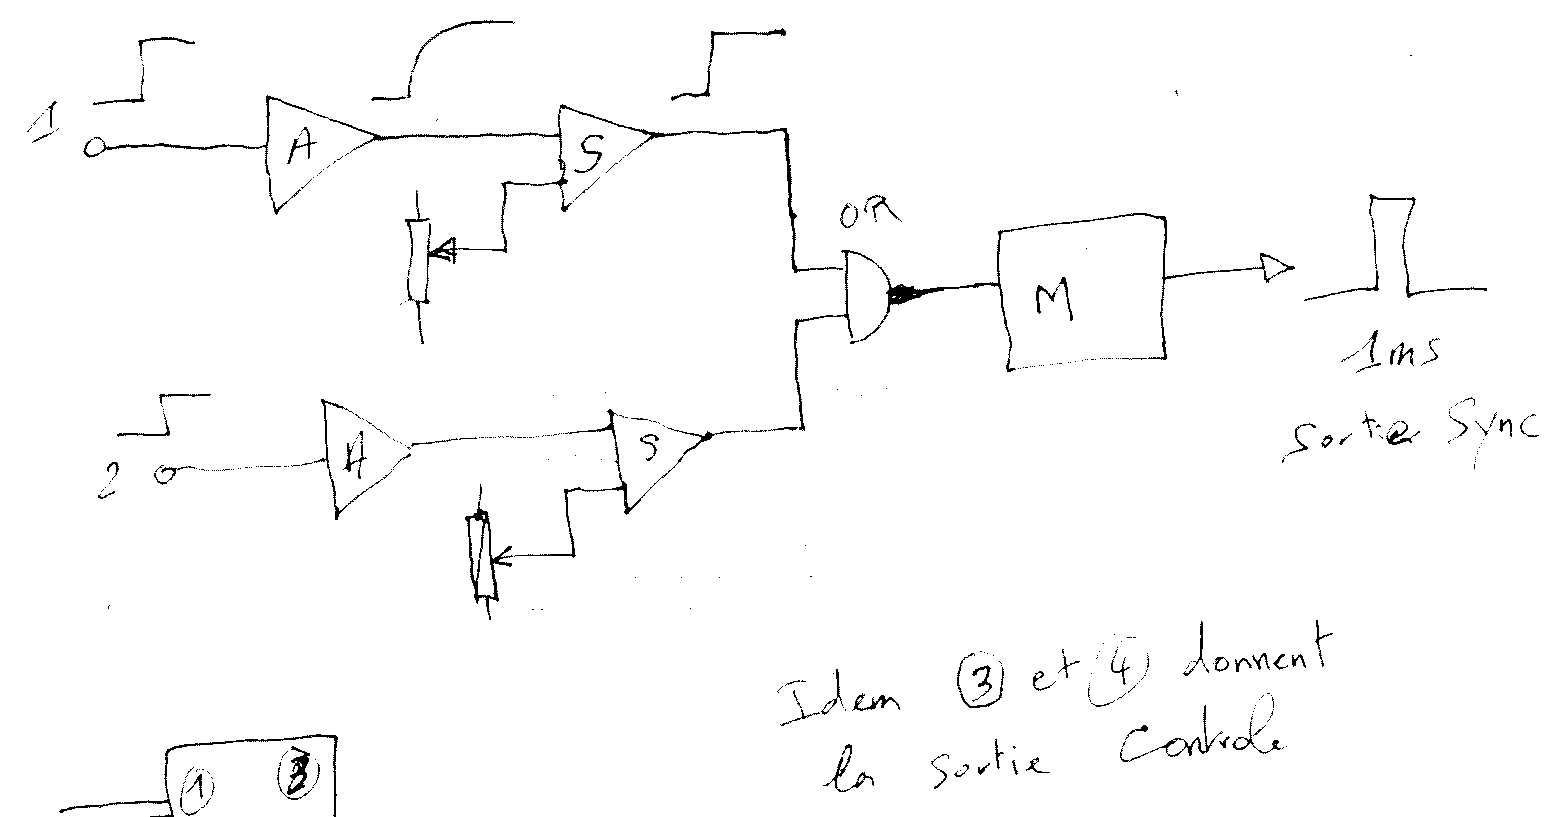 1
A
S
OR
M
1ms
Sortie Sync
2
A
S
Idem ③ et ④ donnent
la sortie Controle
① ③